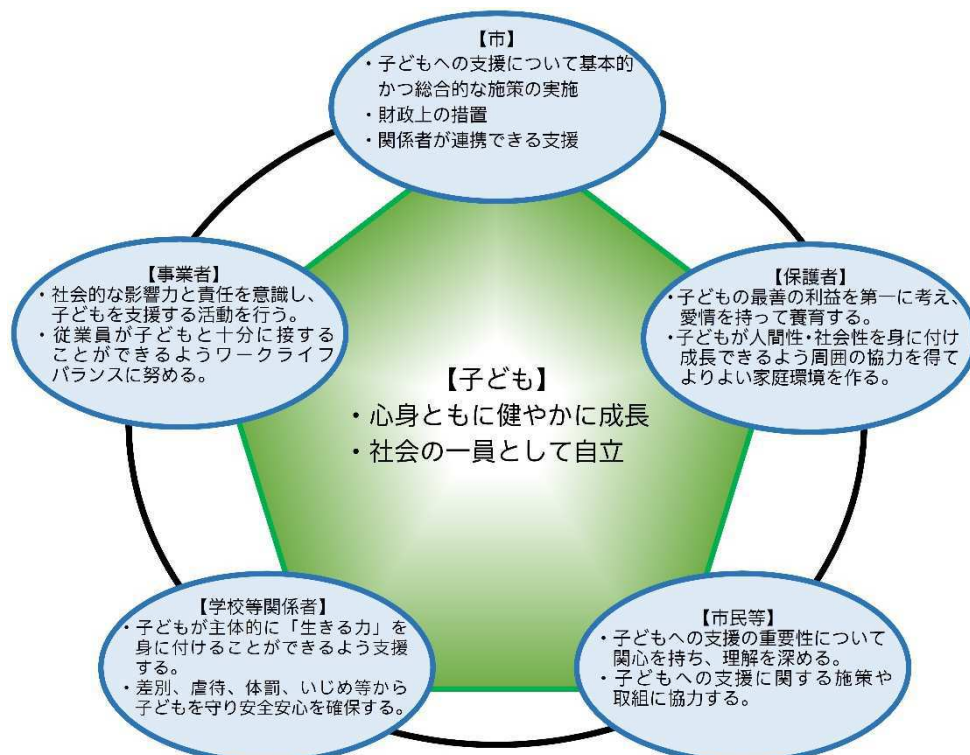 【市】
・子どもへの支援について基本的
かつ総合的な施策の実施
・財政上の措置
・関係者が連携できる支援
【事業者】
・社会的な影響力と責任を意識し、
子どもを支援する活動を行う。
・従業員が子どもと十分に接する
ことができるようワークライフ
バランスに努める。
【保護者】
・子どもの最善の利益を第一に考え、
愛情を持って養育する。
・子どもが人間性・社会性を身に付け
成長できるよう周囲の協力を得て
よりよい家庭環境を作る。
【子ども】
・心身ともに健やかに成長
・社会の一員として自立
【学校等関係者】
・子どもが主体的に「生きる力」を
身に付けることができるよう支援
する。
・差別、虐待、体罰、いじめ等から
子どもを守り安全安心を確保する。
【市民等】
・子どもへの支援の重要性について
関心を持ち、理解を深める。
・子どもへの支援に関する施策や
取組に協力する。